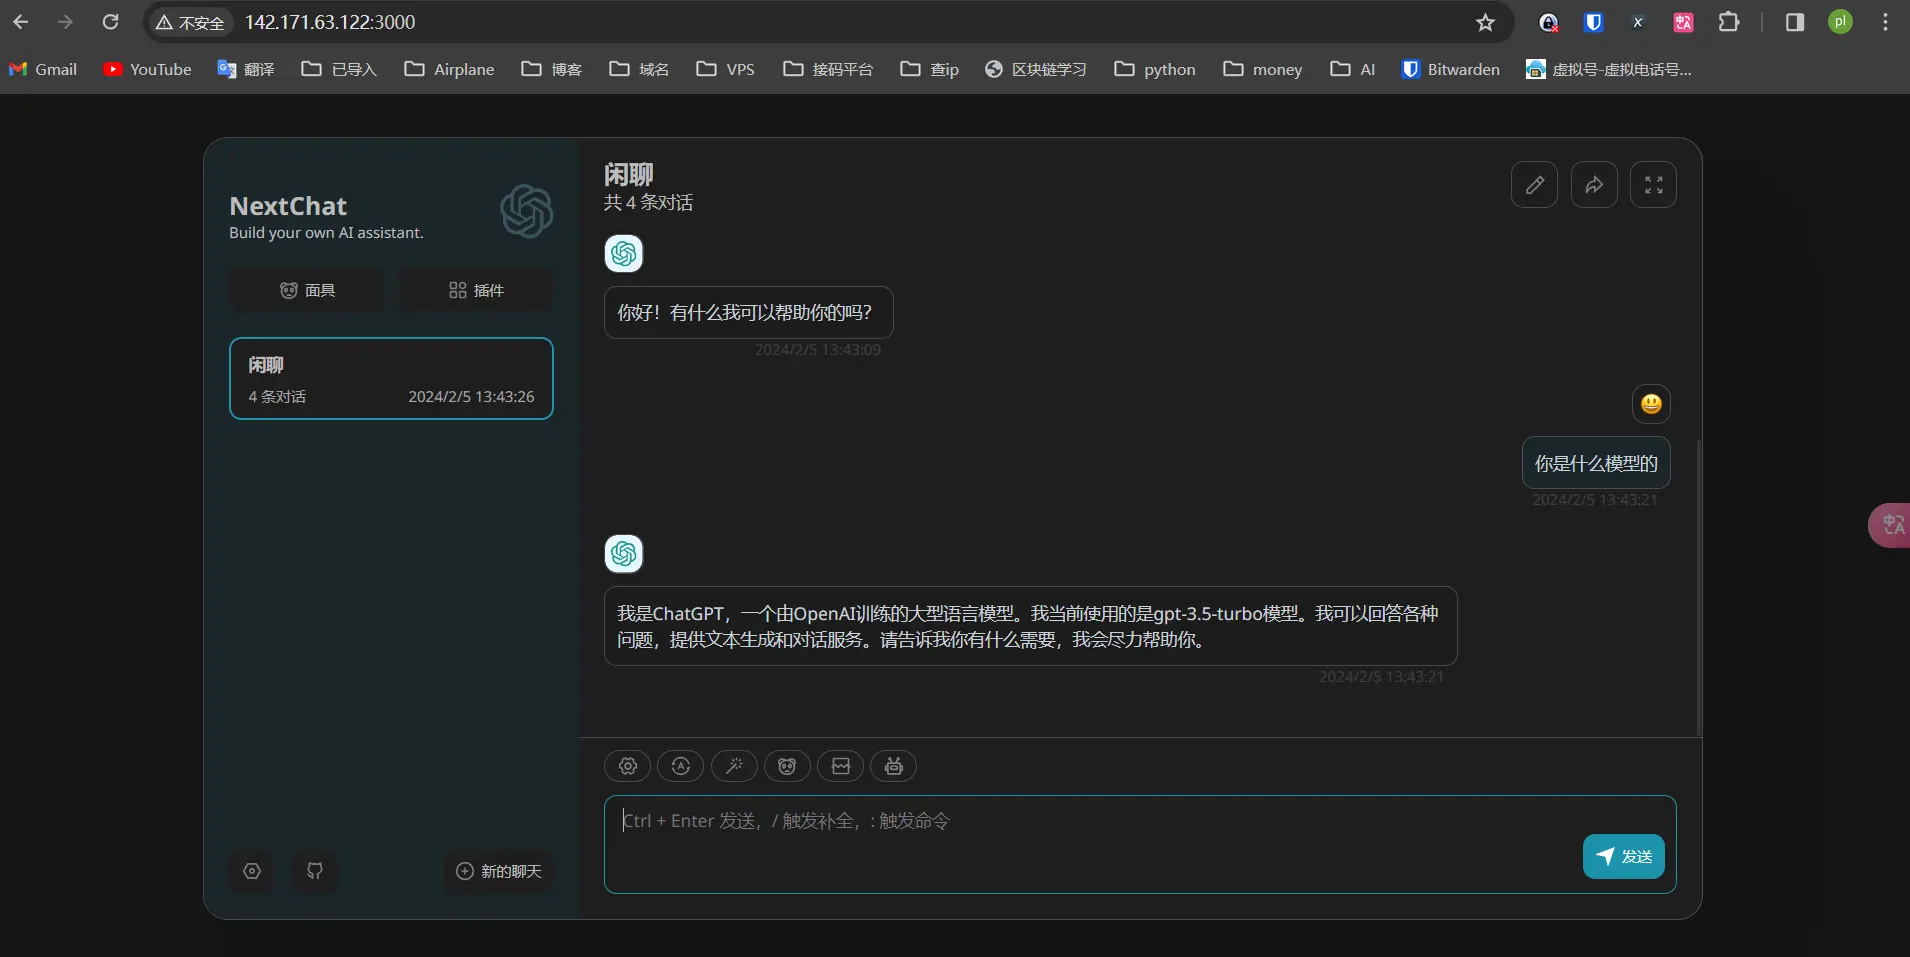 不安全
142.171.63.122:3000
pl
Gmail
YouTube
翻译
已导入
Airplane
博客
域名
VPS
接码平台
查ip
区块链学习
python
money
AI
Bitwarden
虚拟号-虚拟电话号...
NextChat
Build your own AI assistant.
面具
插件
闲聊
4 条对话
2024/2/5 13:43:26
新的聊天
闲聊
共 4 条对话
你好！有什么我可以帮助你的吗？
2024/2/5 13:43:09
你是什么模型的
2024/2/5 13:43:21
我是ChatGPT，一个由OpenAI训练的大型语言模型。我当前使用的是gpt-3.5-turbo模型。我可以回答各种
问题，提供文本生成和对话服务。请告诉我你有什么需要，我会尽力帮助你。
2024/2/5 13:43:21
Ctrl + Enter 发送，/ 触发补全，: 触发命令
发送